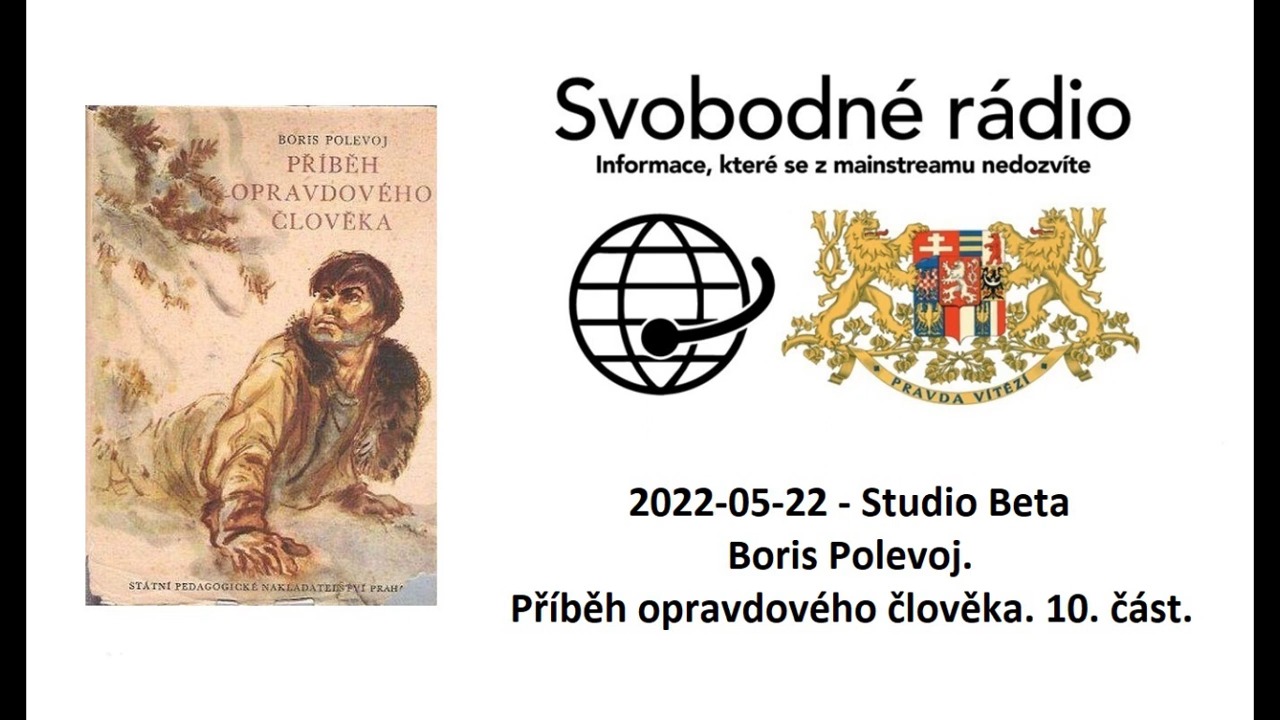 BORIS POLEVOJ
PŘÍBĚH
OPRAVDOVÉHO
ČLOVĚKA
STÁTNÍ PEDAGOGICKÉ NAKLADATELSTVÍ PRAHA
Svobodné rádio
Informace, které se z mainstreamu nedozvíte
PRAVDA VÍTĚZÍ
2022-05-22 - Studio Beta
Boris Polevoj.
Příběh opravdového člověka. 10. část.